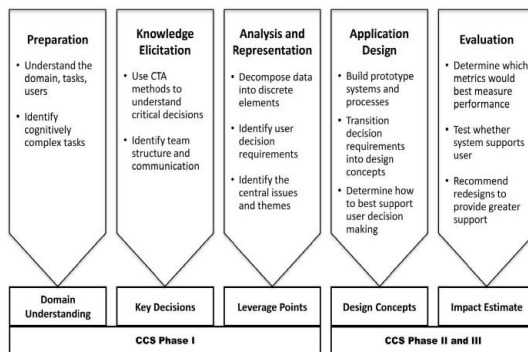 Preparation
• Understand the
domain, tasks,
users
• Identify
cognitively
complex tasks
Knowledge
Elicitation
• Use CTA
methods to
understand
critical decisions
• Identify team
structure and
communication
Analysis and
Representation
• Decompose data
into discrete
elements
• Identify user
decision
requirements
• Identify the
central issues
and themes
Application
Design
• Build prototype
systems and
processes
• Transition
decision
requirements
into design
concepts
• Determine how
to best support
user decision
making
Evaluation
• Determine which
metrics would
best measure
performance
• Test whether
system supports
user
• Recommend
redesigns to
provide greater
support
Domain
Understanding
Key Decisions
Leverage Points
Design Concepts
Impact Estimate
CCS Phase I
CCS Phase II and III